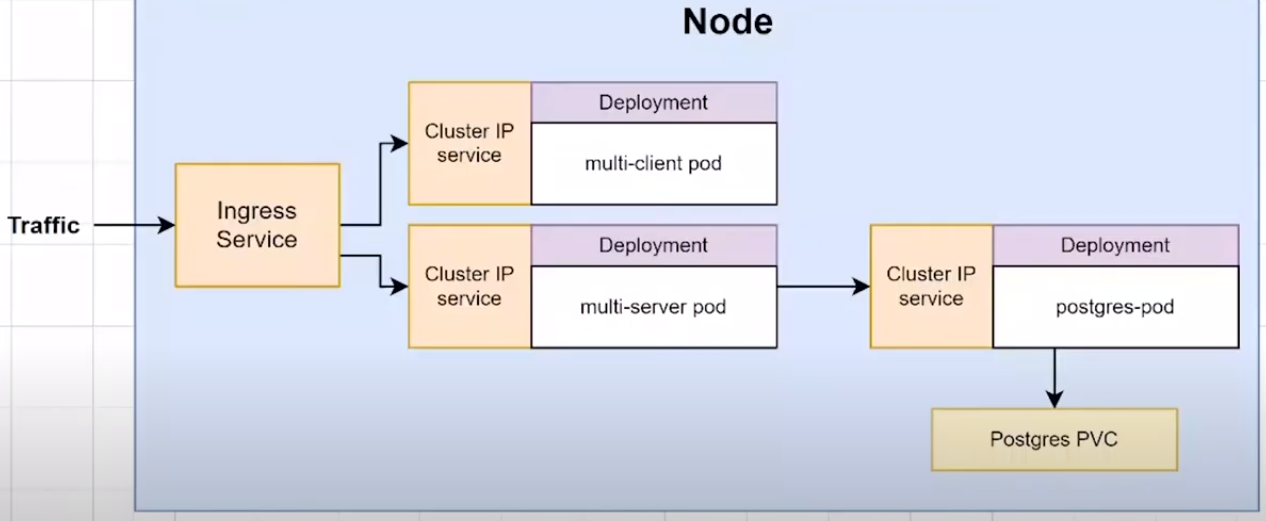 Node
Traffic
Ingress
Service
Cluster IP
service
Deployment
multi-client pod
Cluster IP
service
Deployment
multi-server pod
Cluster IP
service
Deployment
postgres-pod
Postgres PVC